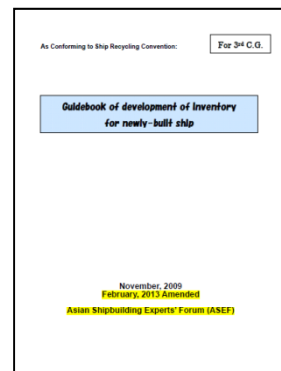 As Conforming to Ship Recycling Convention:
For 3rd C.G.
Guidebook of development of Inventory
for newly-built ship
November, 2009
February, 2013 Amended
Asian Shipbuilding Experts' Forum (ASEF)